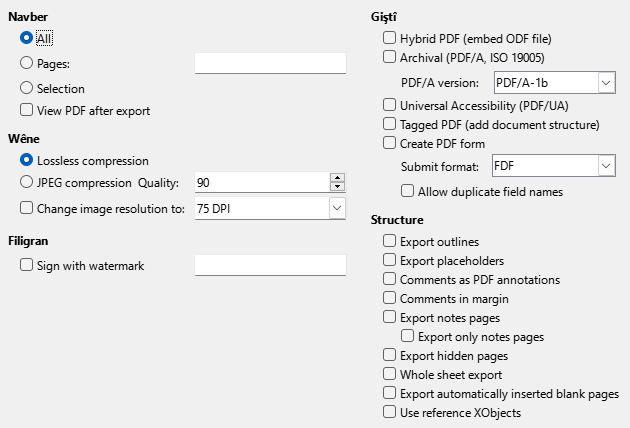 Navber
All
Pages:
Selection
View PDF after export
Wêne
Lossless compression
JPEG compression Quality: 90
Change image resolution to: 75 DPI
Filigran
Sign with watermark
Giştî
Hybrid PDF (embed ODF file)
Archival (PDF/A, ISO 19005)
PDF/A version: PDF/A-1b
Universal Accessibility (PDF/UA)
Tagged PDF (add document structure)
Create PDF form
Submit format: FDF
Allow duplicate field names
Structure
Export outlines
Export placeholders
Comments as PDF annotations
Comments in margin
Export notes pages
Export only notes pages
Export hidden pages
Whole sheet export
Export automatically inserted blank pages
Use reference XObjects